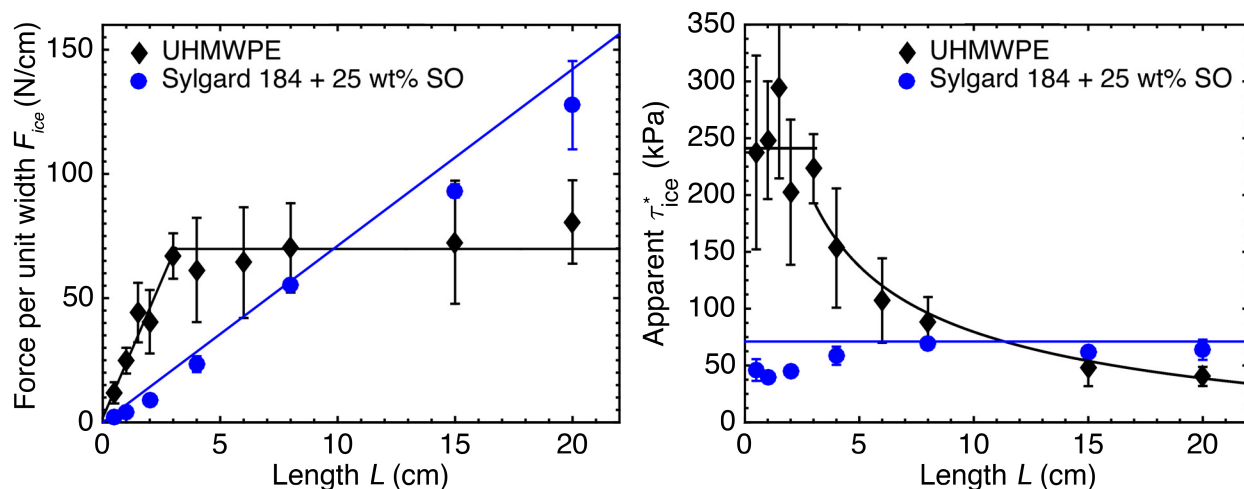 Force per unit width F_ice (N/cm)
150
100
50
0
UHMWPE
Sylgard 184 + 25 wt% SO
0 5 10 15 20
Length L (cm)
Apparent τ*_ice (kPa)
350
300
250
200
150
100
50
0
UHMWPE
Sylgard 184 + 25 wt% SO
0 5 10 15 20
Length L (cm)